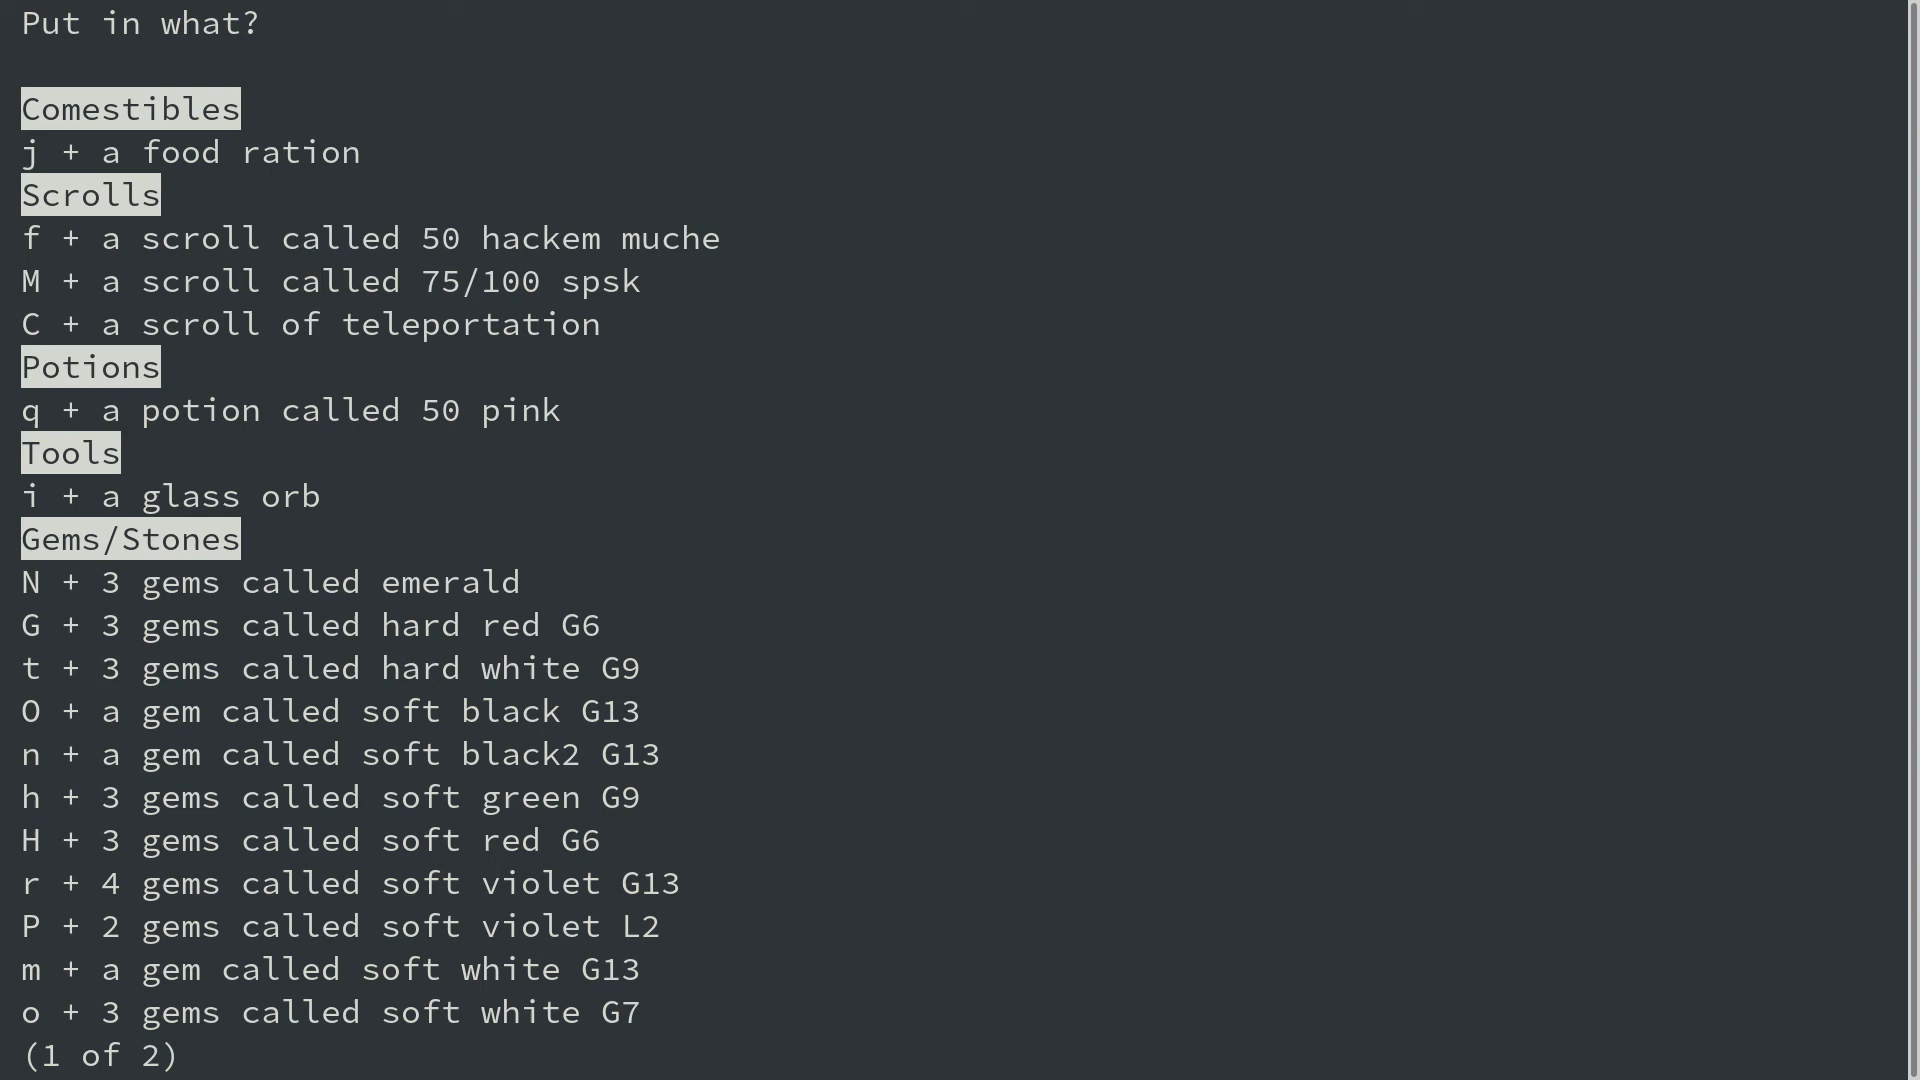 Put in what?
Comestibles
j + a food ration
Scrolls
f + a scroll called 50 hackem muche
M + a scroll called 75/100 spsk
C + a scroll of teleportation
Potions
q + a potion called 50 pink
Tools
i + a glass orb
Gems/Stones
N + 3 gems called emerald
G + 3 gems called hard red G6
t + 3 gems called hard white G9
O + a gem called soft black G13
n + a gem called soft black2 G13
h + 3 gems called soft green G9
H + 3 gems called soft red G6
r + 4 gems called soft violet G13
P + 2 gems called soft violet L2
m + a gem called soft white G13
o + 3 gems called soft white G7
(1 of 2)